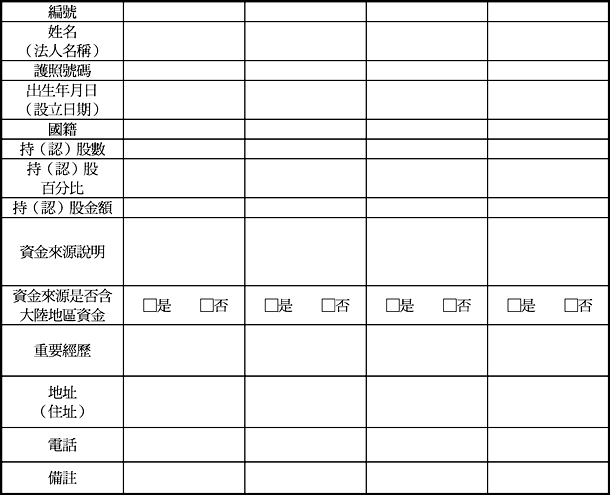 編號
姓名
（法人名稱）
護照號碼
出生年月日
（設立日期）
國籍
持（認）股數
持（認）股
百分比
持（認）股金額
資金來源說明
資金來源是否含
大陸地區資金
□是 □否 □是 □否 □是 □否 □是 □否
重要經歷
地址
（住址）
電話
備註